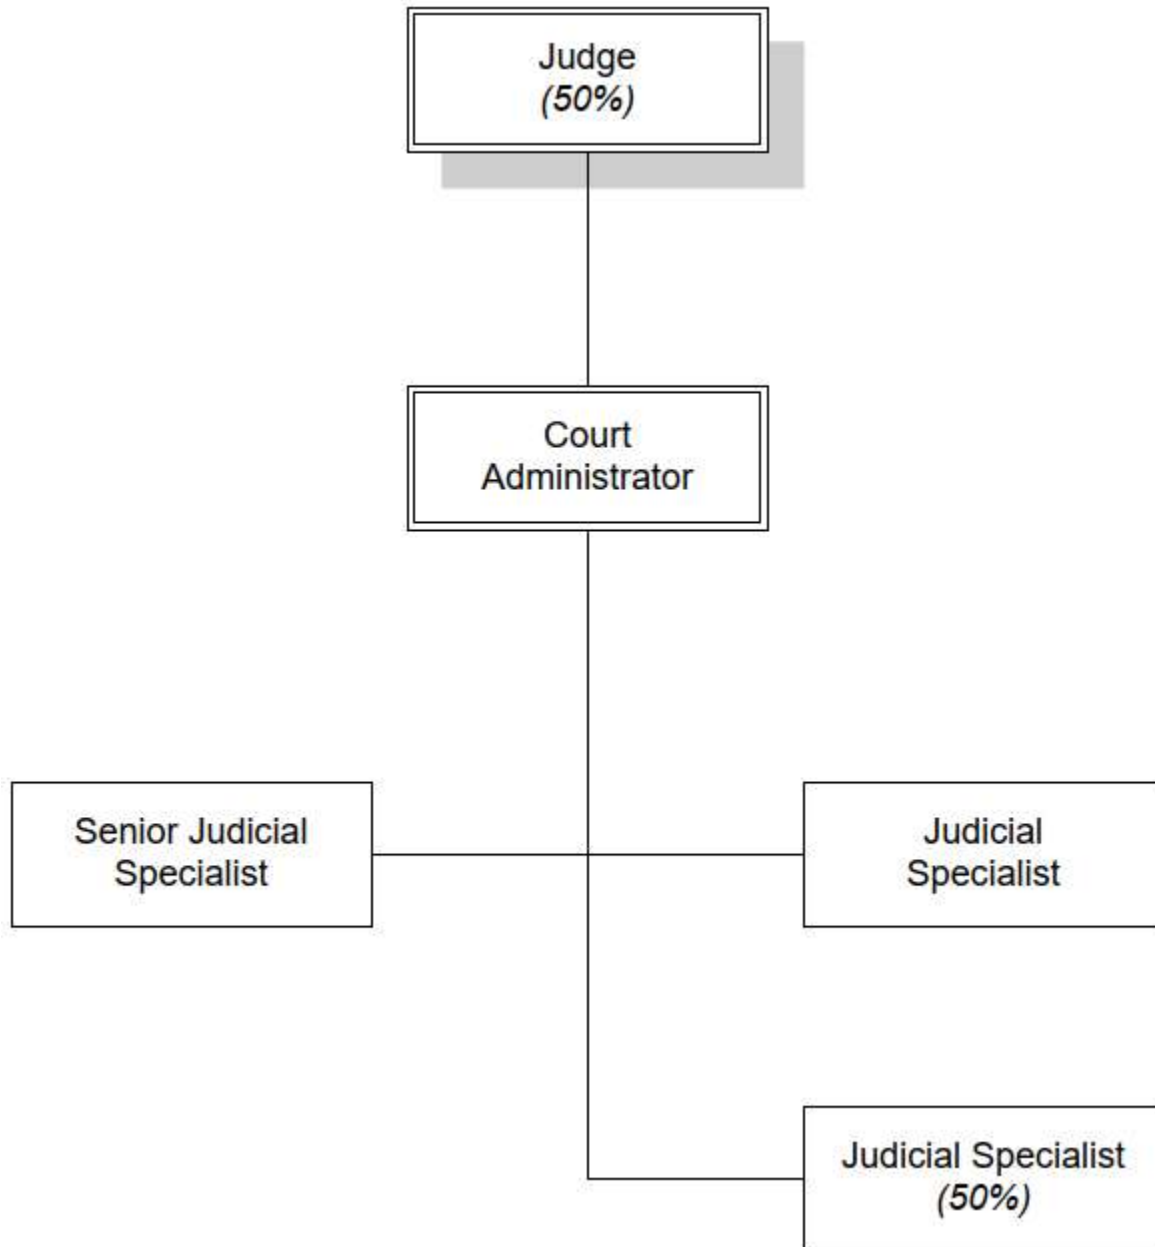 Judge
(50%)
Court
Administrator
Senior Judicial
Specialist
Judicial
Specialist
Judicial Specialist
(50%)